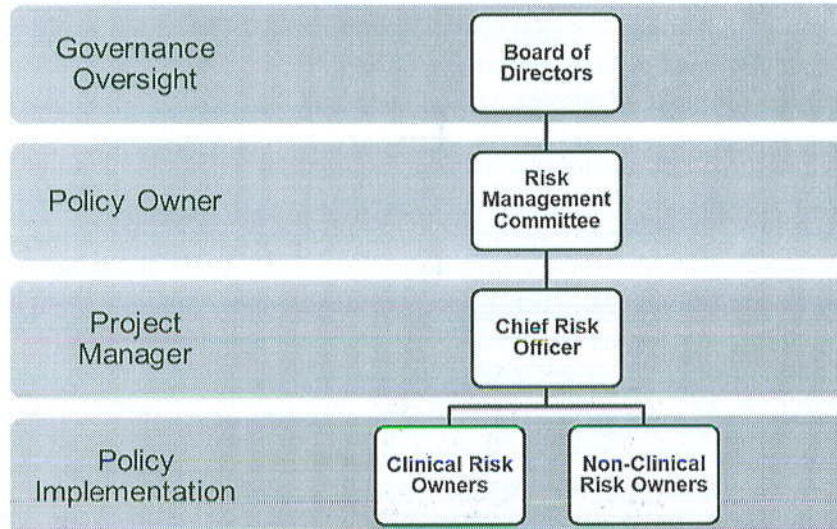 Governance
Oversight
Board of
Directors
Policy Owner
Risk
Management
Committee
Project
Manager
Chief Risk
Officer
Policy
Implementation
Clinical Risk
Owners
Non-Clinical
Risk Owners